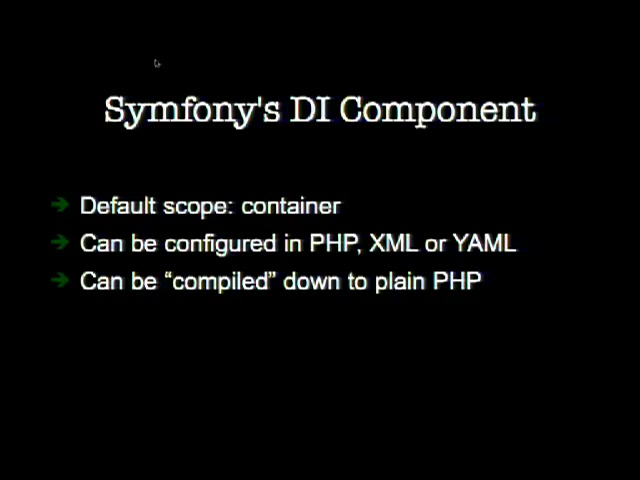 Symfony's DI Component
Default scope: container
Can be configured in PHP, XML or YAML
Can be “compiled” down to plain PHP